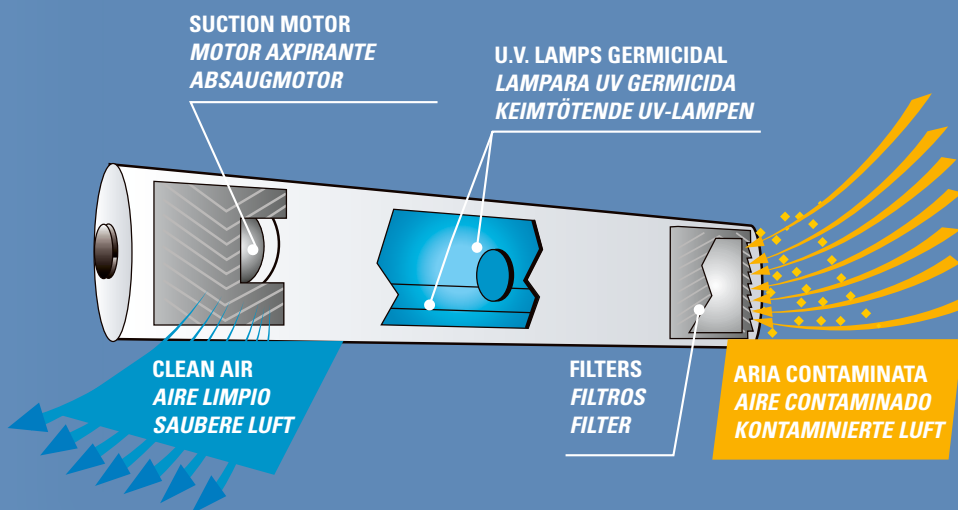 SUCTION MOTOR
MOTOR AXPIRANTE
ABSAUGMOTOR
U.V. LAMPS GERMICIDAL
LAMPARA UV GERMICIDA
KEIMTÖTENDE UV-LAMPEN
CLEAN AIR
AIRE LIMPIO
SAUBERE LUFT
FILTERS
FILTROS
FILTER
ARIA CONTAMINATA
AIRE CONTAMINADO
KONTAMINIERTE LUFT